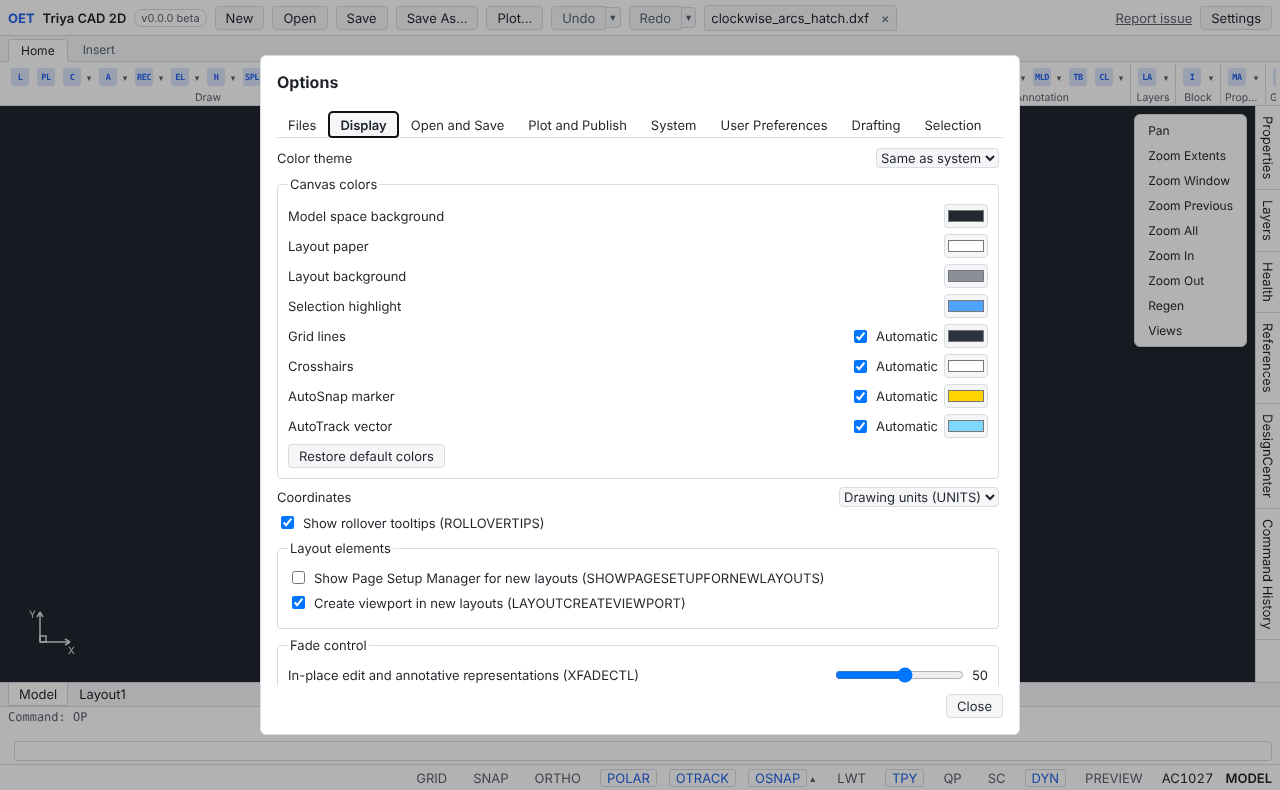 OET Triya CAD 2D v0.0.0 beta New Open Save Save As... Plot... Undo ▾ Redo ▾ clockwise_arcs_hatch.dxf × Report issue Settings
Home Insert
L PL C ▾ A ▾ REC ▾ EL ▾ H ▾ SPL ▾ MLD ▾ TB CL ▾ LA ▾ I ▾ MA ▾
Draw Layers Block Prop...
Options
Files Display Open and Save Plot and Publish System User Preferences Drafting Selection
Color theme Same as system
Canvas colors
Model space background
Layout paper
Layout background
Selection highlight
Grid lines Automatic
Crosshairs Automatic
AutoSnap marker Automatic
AutoTrack vector Automatic
Restore default colors
Coordinates Drawing units (UNITS)
Show rollover tooltips (ROLLOVERTIPS)
Layout elements
Show Page Setup Manager for new layouts (SHOWPAGESETUPFORNEWLAYOUTS)
Create viewport in new layouts (LAYOUTCREATEVIEWPORT)
Fade control
In-place edit and annotative representations (XFADECTL) 50
Close
Pan
Zoom Extents
Zoom Window
Zoom Previous
Zoom All
Zoom In
Zoom Out
Regen
Views
Properties
Layers
Health
References
DesignCenter
Command History
Y
X
Model Layout1
Command: OP
GRID SNAP ORTHO POLAR OTRACK OSNAP ▴ LWT TPY QP SC DYN PREVIEW AC1027 MODEL